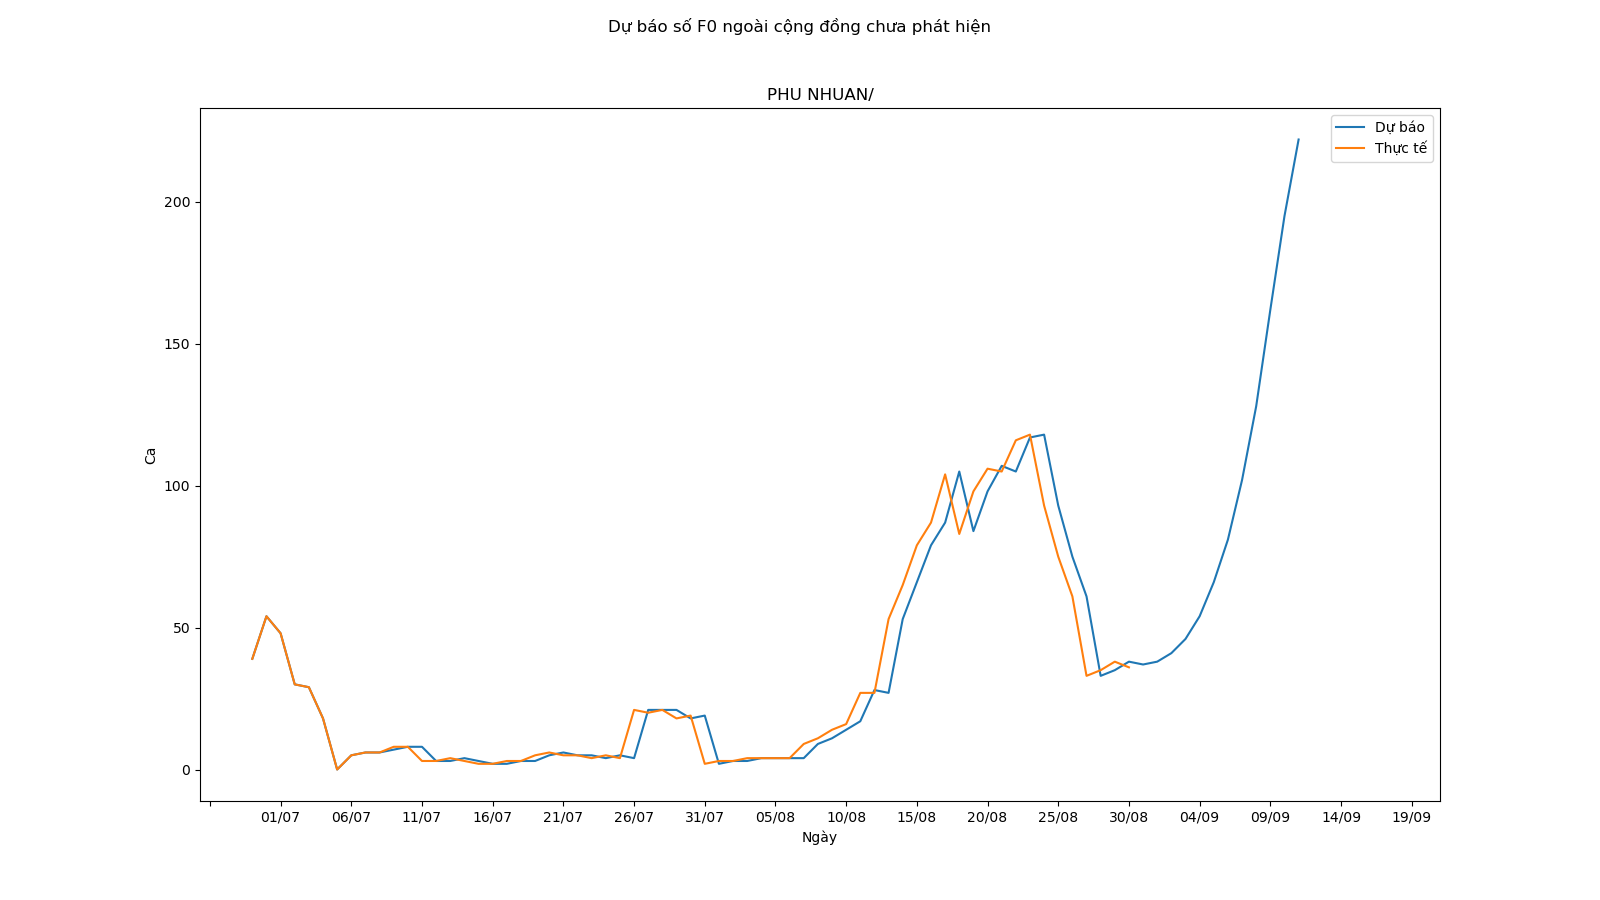 Dự báo số F0 ngoài cộng đồng chưa phát hiện
PHU NHUAN/
Dự báo
Thực tế
200
150
100
50
0
Ca
01/07 06/07 11/07 16/07 21/07 26/07 31/07 05/08 10/08 15/08 20/08 25/08 30/08 04/09 09/09 14/09 19/09
Ngày